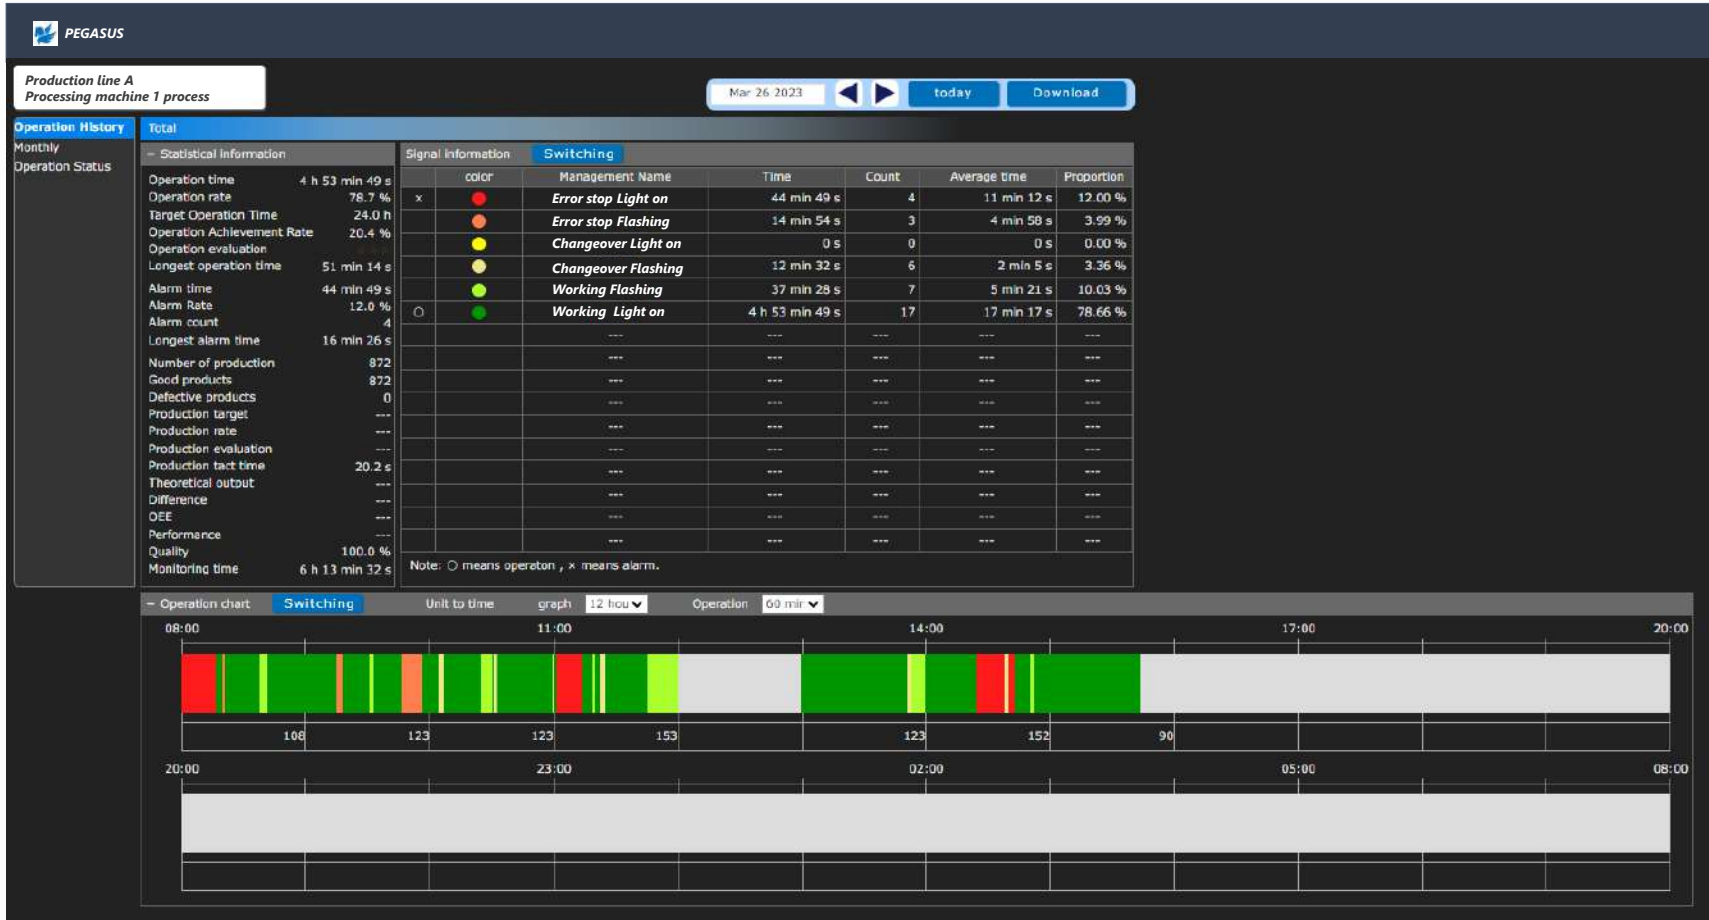 PEGASUS
Production line A
Processing machine 1 process
Mar 26 2023 today Download
Operation History
Monthly
Operation Status
Total
− Statistical information
Operation time 4 h 53 min 49 s
Operation rate 78.7 %
Target Operation Time 24.0 h
Operation Achievement Rate 20.4 %
Operation evaluation
Longest operation time 51 min 14 s
Alarm time 44 min 49 s
Alarm Rate 12.0 %
Alarm count 4
Longest alarm time 16 min 26 s
Number of production 872
Good products 872
Defective products 0
Production target ---
Production rate ---
Production evaluation ---
Production tact time 20.2 s
Theoretical output ---
Difference ---
OEE ---
Performance ---
Quality 100.0 %
Monitoring time 6 h 13 min 32 s
Signal information Switching
color Management Name Time Count Average time Proportion
× Error stop Light on 44 min 49 s 4 11 min 12 s 12.00 %
Error stop Flashing 14 min 54 s 3 4 min 58 s 3.99 %
Changeover Light on 0 s 0 0 s 0.00 %
Changeover Flashing 12 min 32 s 6 2 min 5 s 3.36 %
Working Flashing 37 min 28 s 7 5 min 21 s 10.03 %
○ Working Light on 4 h 53 min 49 s 17 17 min 17 s 78.66 %
--- --- --- --- ---
--- --- --- --- ---
--- --- --- --- ---
--- --- --- --- ---
--- --- --- --- ---
--- --- --- --- ---
--- --- --- --- ---
--- --- --- --- ---
--- --- --- --- ---
--- --- --- --- ---
Note: ○ means operaton , × means alarm.
− Operation chart Switching Unit to time graph 12 hou Operation 60 mir
08:00 11:00 14:00 17:00 20:00
108 123 123 153 123 152 90
20:00 23:00 02:00 05:00 08:00